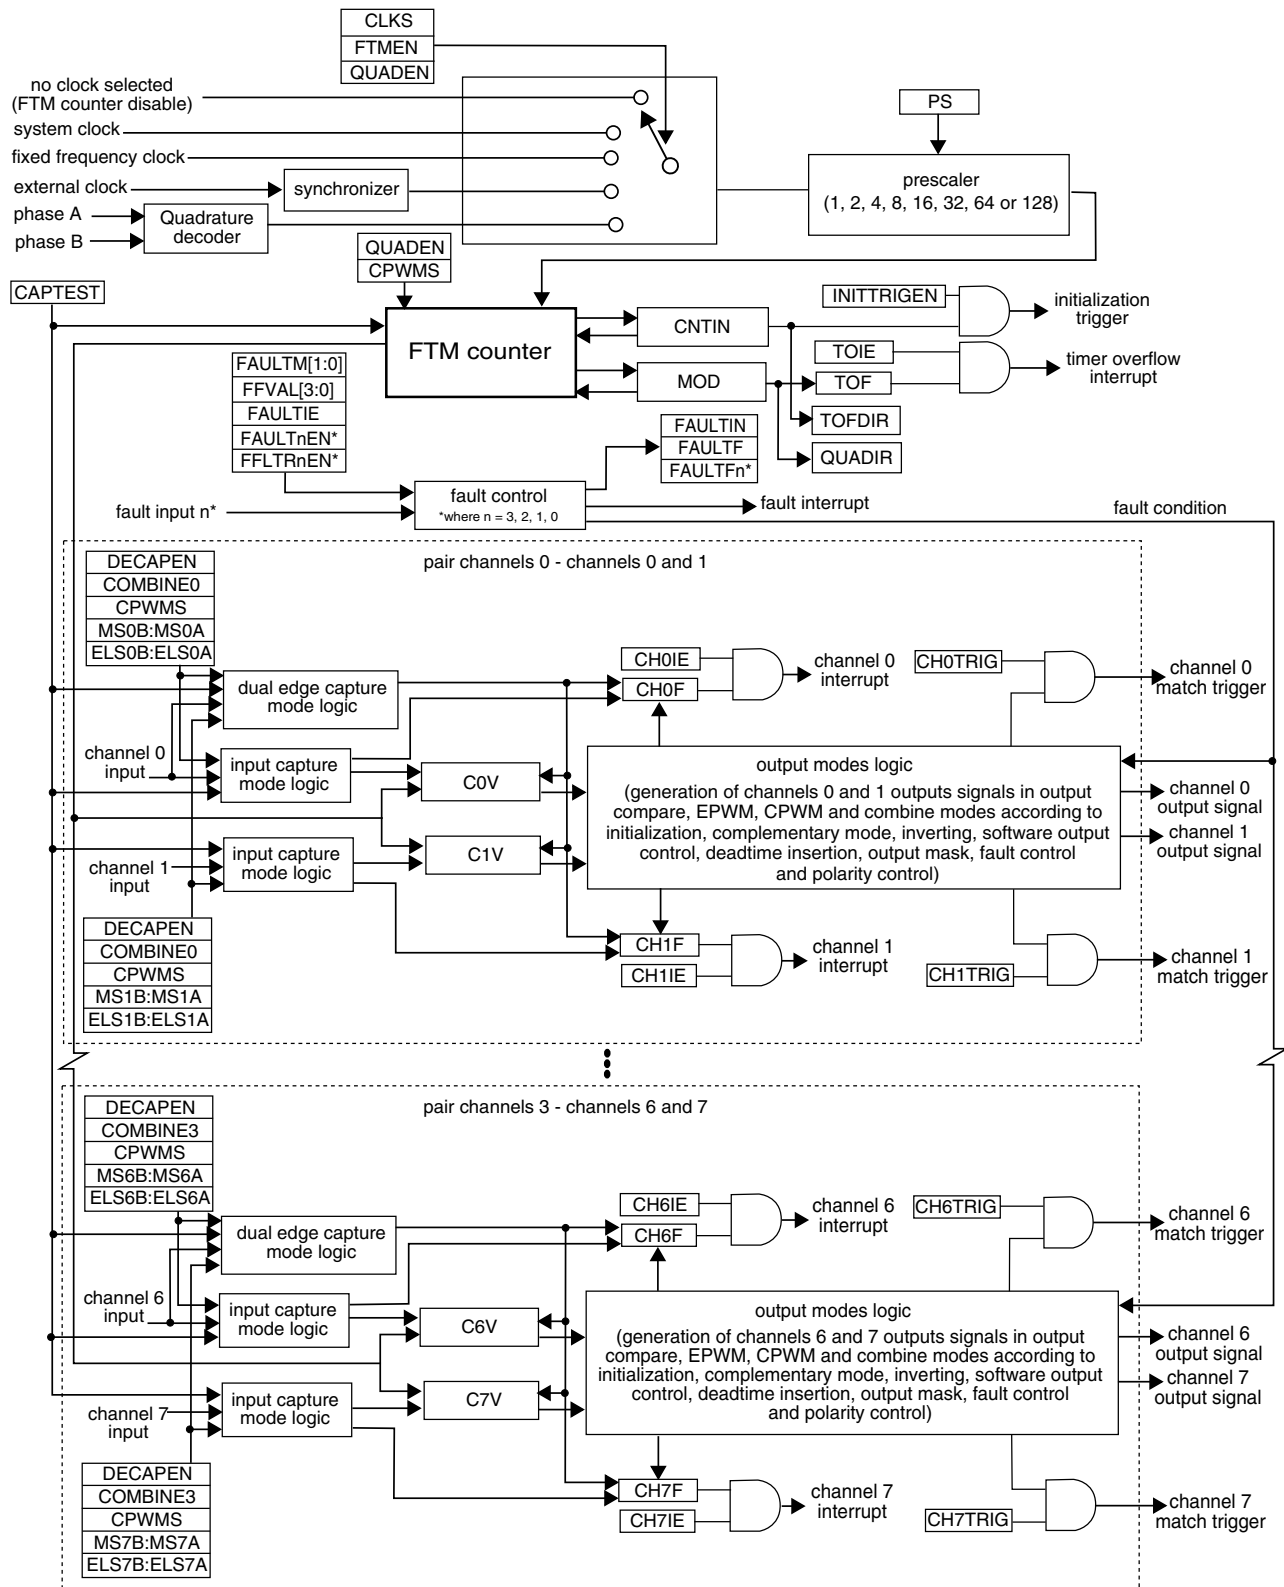 CLKS
FTMEN
QUADEN
no clock selected
(FTM counter disable)
system clock
fixed frequency clock
external clock
synchronizer
phase A
phase B
Quadrature
decoder
PS
prescaler
(1, 2, 4, 8, 16, 32, 64 or 128)
QUADEN
CPWMS
CAPTEST
FTM counter
CNTIN
MOD
INITTRIGEN
initialization
trigger
TOIE
TOF
timer overflow
interrupt
TOFDIR
QUADIR
FAULTM[1:0]
FFVAL[3:0]
FAULTIE
FAULTnEN*
FFLTRnEN*
FAULTIN
FAULTF
FAULTFn*
fault input n*
fault control
*where n = 3, 2, 1, 0
fault interrupt
fault condition
pair channels 0 - channels 0 and 1
DECAPEN
COMBINE0
CPWMS
MS0B:MS0A
ELS0B:ELS0A
dual edge capture
mode logic
channel 0
input
input capture
mode logic
C0V
CH0IE
CH0F
channel 0
interrupt
CH0TRIG
channel 0
match trigger
output modes logic
(generation of channels 0 and 1 outputs signals in output
compare, EPWM, CPWM and combine modes according to
initialization, complementary mode, inverting, software output
control, deadtime insertion, output mask, fault control
and polarity control)
channel 0
output signal
channel 1
output signal
channel 1
input
input capture
mode logic
C1V
DECAPEN
COMBINE0
CPWMS
MS1B:MS1A
ELS1B:ELS1A
CH1F
CH1IE
channel 1
interrupt
CH1TRIG
channel 1
match trigger
pair channels 3 - channels 6 and 7
DECAPEN
COMBINE3
CPWMS
MS6B:MS6A
ELS6B:ELS6A
dual edge capture
mode logic
channel 6
input
input capture
mode logic
C6V
CH6IE
CH6F
channel 6
interrupt
CH6TRIG
channel 6
match trigger
output modes logic
(generation of channels 6 and 7 outputs signals in output
compare, EPWM, CPWM and combine modes according to
initialization, complementary mode, inverting, software output
control, deadtime insertion, output mask, fault control
and polarity control)
channel 6
output signal
channel 7
output signal
channel 7
input
input capture
mode logic
C7V
DECAPEN
COMBINE3
CPWMS
MS7B:MS7A
ELS7B:ELS7A
CH7F
CH7IE
channel 7
interrupt
CH7TRIG
channel 7
match trigger